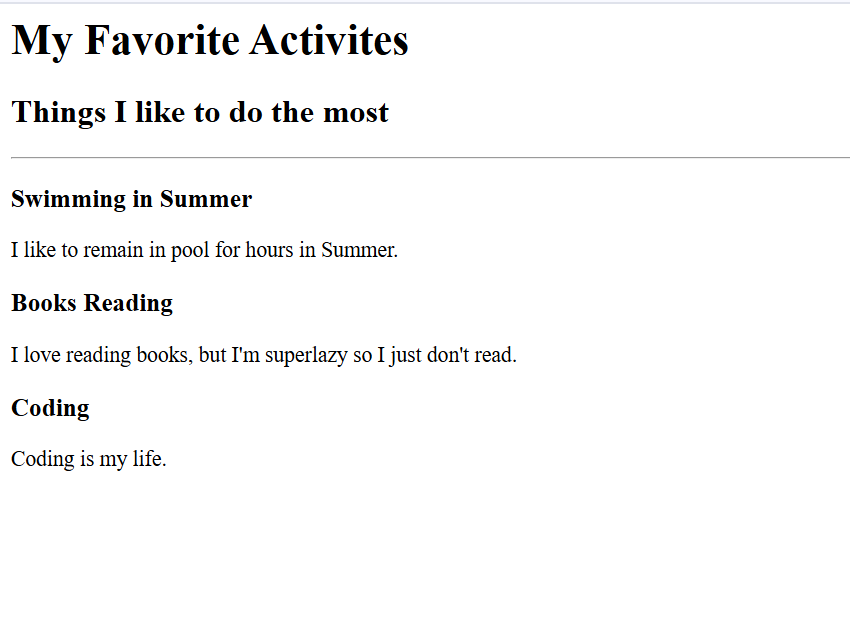 My Favorite Activites
Things I like to do the most
Swimming in Summer
I like to remain in pool for hours in Summer.
Books Reading
I love reading books, but I'm superlazy so I just don't read.
Coding
Coding is my life.